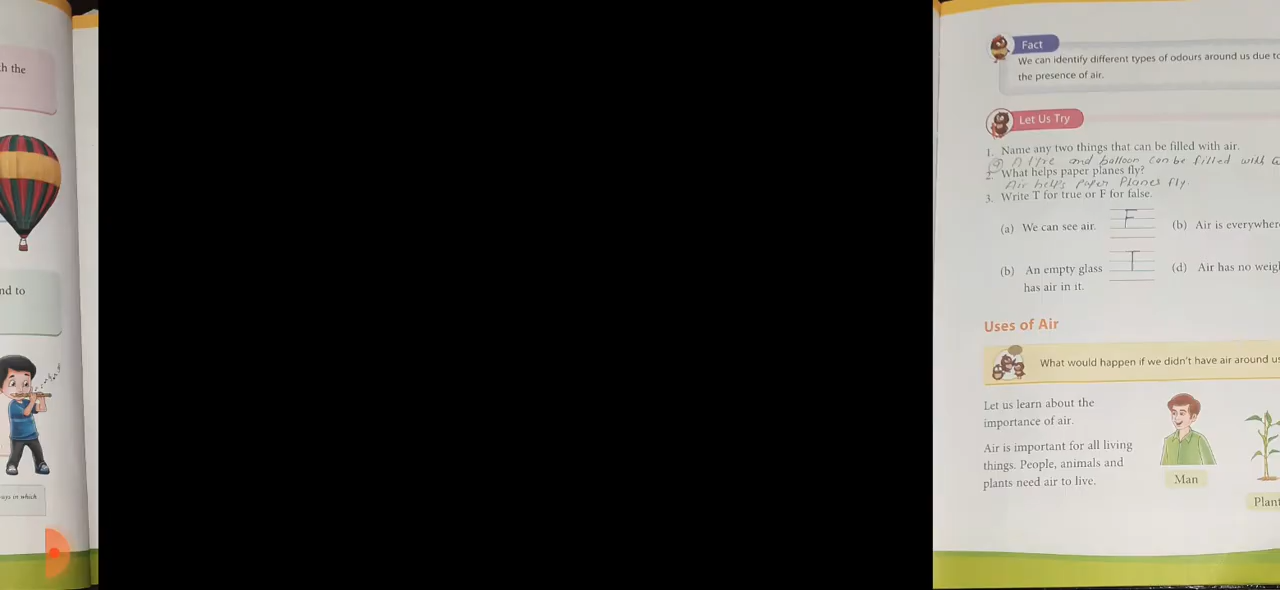 h the
nd to
ays in which
Fact
We can identify different types of odours around us due to
the presence of air.
Let Us Try
1. Name any two things that can be filled with air.
A tyre and balloon can be filled with
2. What helps paper planes fly?
Air helps paper Planes fly.
3. Write T for true or F for false.
(a) We can see air. F (b) Air is everywher
(b) An empty glass T (d) Air has no weigh
has air in it.
Uses of Air
What would happen if we didn't have air around us
Let us learn about the
importance of air.
Air is important for all living
things. People, animals and
plants need air to live.
Man
Plant